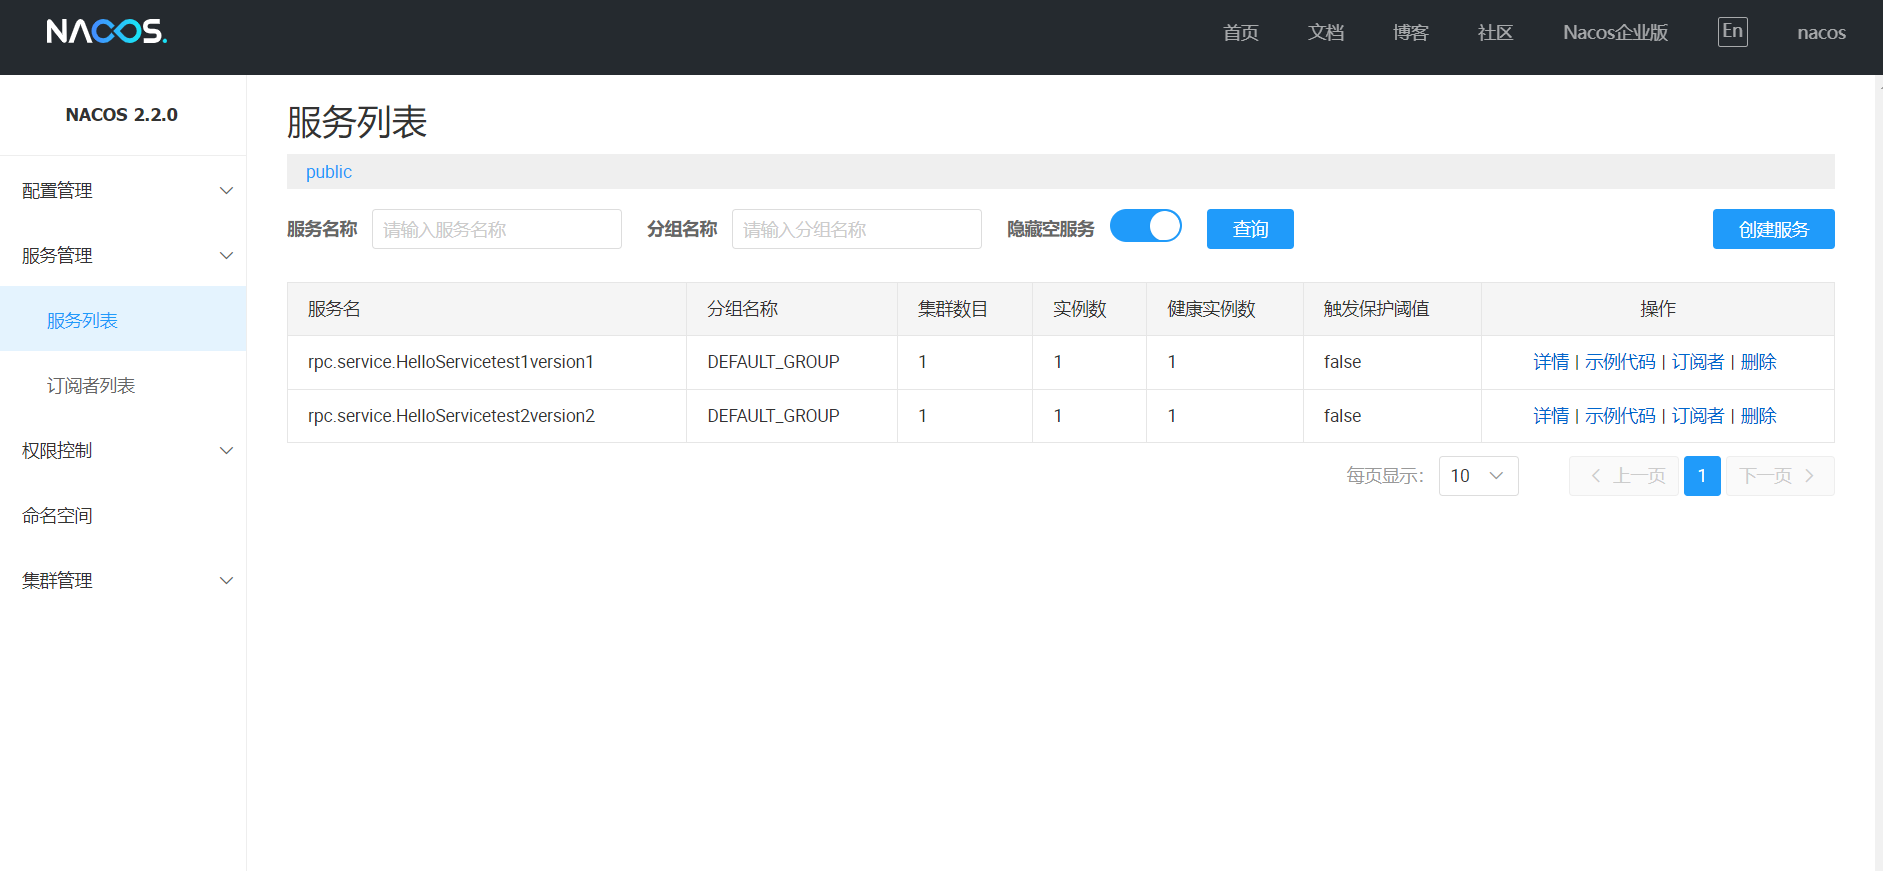 NACOS.
首页 文档 博客 社区 Nacos企业版 En nacos
NACOS 2.2.0
配置管理
服务管理
服务列表
订阅者列表
权限控制
命名空间
集群管理
服务列表
public
服务名称 请输入服务名称 分组名称 请输入分组名称 隐藏空服务 查询 创建服务
服务名 分组名称 集群数目 实例数 健康实例数 触发保护阈值 操作
rpc.service.HelloServicetest1version1 DEFAULT_GROUP 1 1 1 false 详情 | 示例代码 | 订阅者 | 删除
rpc.service.HelloServicetest2version2 DEFAULT_GROUP 1 1 1 false 详情 | 示例代码 | 订阅者 | 删除
每页显示: 10 上一页 1 下一页